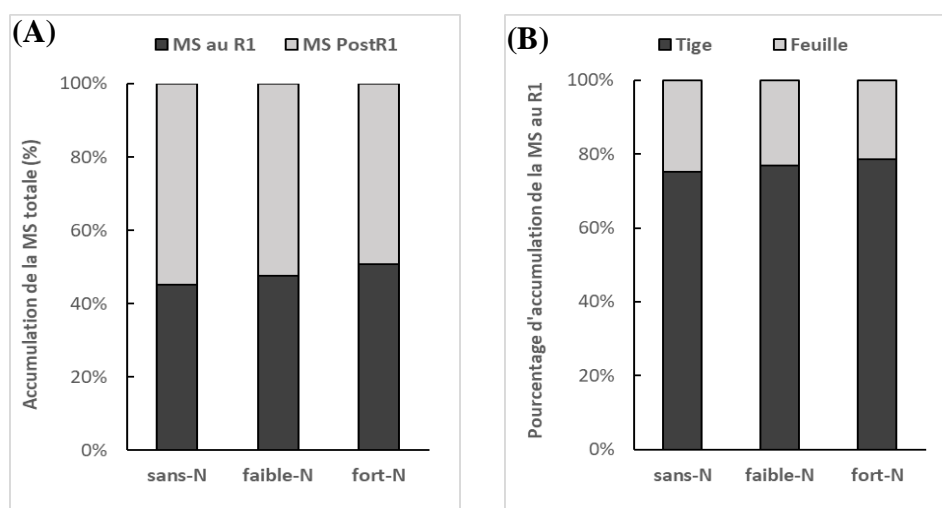 (A)
MS au R1 MS PostR1
Accumulation de la MS totale (%)
100%
80%
60%
40%
20%
0%
sans-N faible-N fort-N
(B)
Tige Feuille
Pourcentage d'accumulation de la MS au R1
100%
80%
60%
40%
20%
0%
sans-N faible-N fort-N